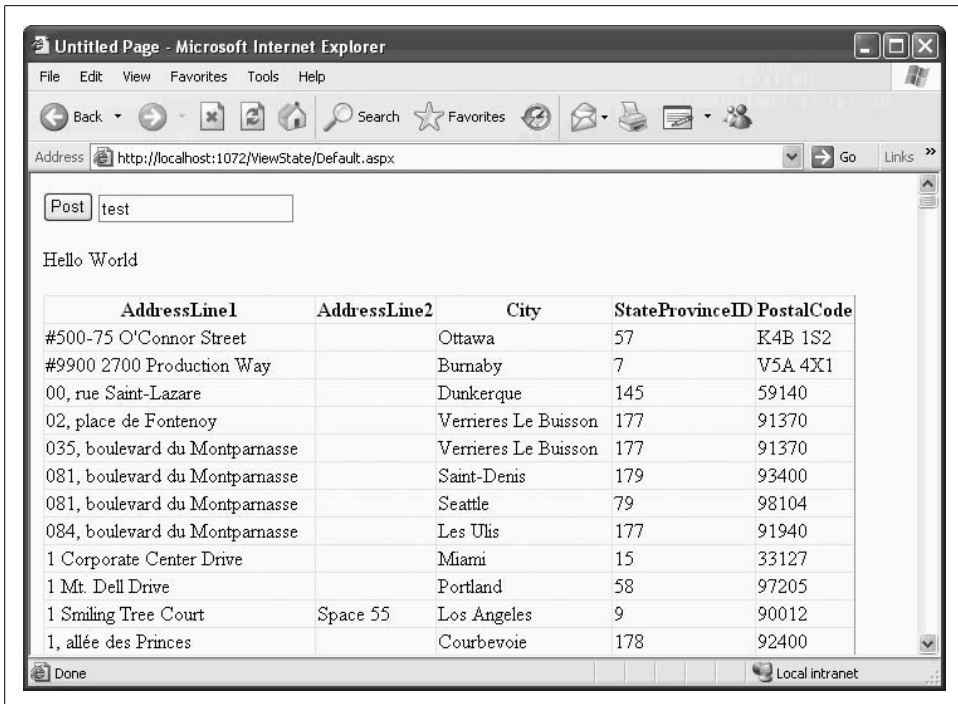 Untitled Page - Microsoft Internet Explorer
File Edit View Favorites Tools Help
Back Search Favorites
Address http://localhost:1072/ViewState/Default.aspx Go Links »
Post test
Hello World
AddressLine1 AddressLine2 City StateProvinceID PostalCode
#500-75 O'Connor Street Ottawa 57 K4B 1S2
#9900 2700 Production Way Burnaby 7 V5A 4X1
00, rue Saint-Lazare Dunkerque 145 59140
02, place de Fontenoy Verrieres Le Buisson 177 91370
035, boulevard du Montparnasse Verrieres Le Buisson 177 91370
081, boulevard du Montparnasse Saint-Denis 179 93400
081, boulevard du Montparnasse Seattle 79 98104
084, boulevard du Montparnasse Les Ulis 177 91940
1 Corporate Center Drive Miami 15 33127
1 Mt. Dell Drive Portland 58 97205
1 Smiling Tree Court Space 55 Los Angeles 9 90012
1, allée des Princes Courbevoie 178 92400
Done Local intranet